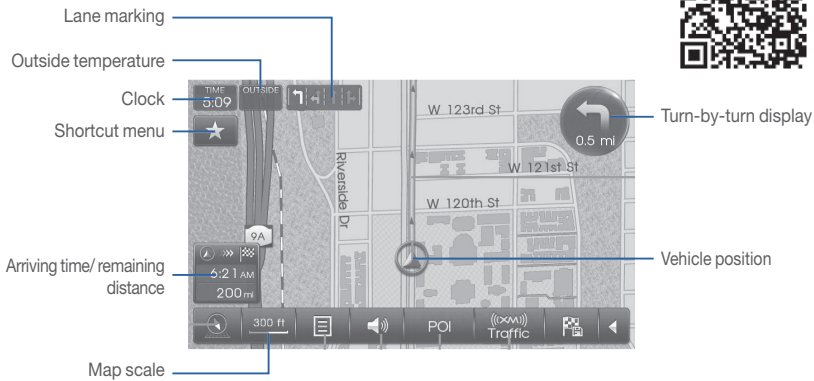 Lane marking
Outside temperature
Clock
Shortcut menu
TIME
5:09
OUTSIDE
W 123rd St
0.5 mi
Turn-by-turn display
W 121st St
Riverside Dr
W 120th St
9A
Arriving time/ remaining
distance
6:21 AM
200 mi
Vehicle position
300 ft
POI
((XM))
Traffic
Map scale